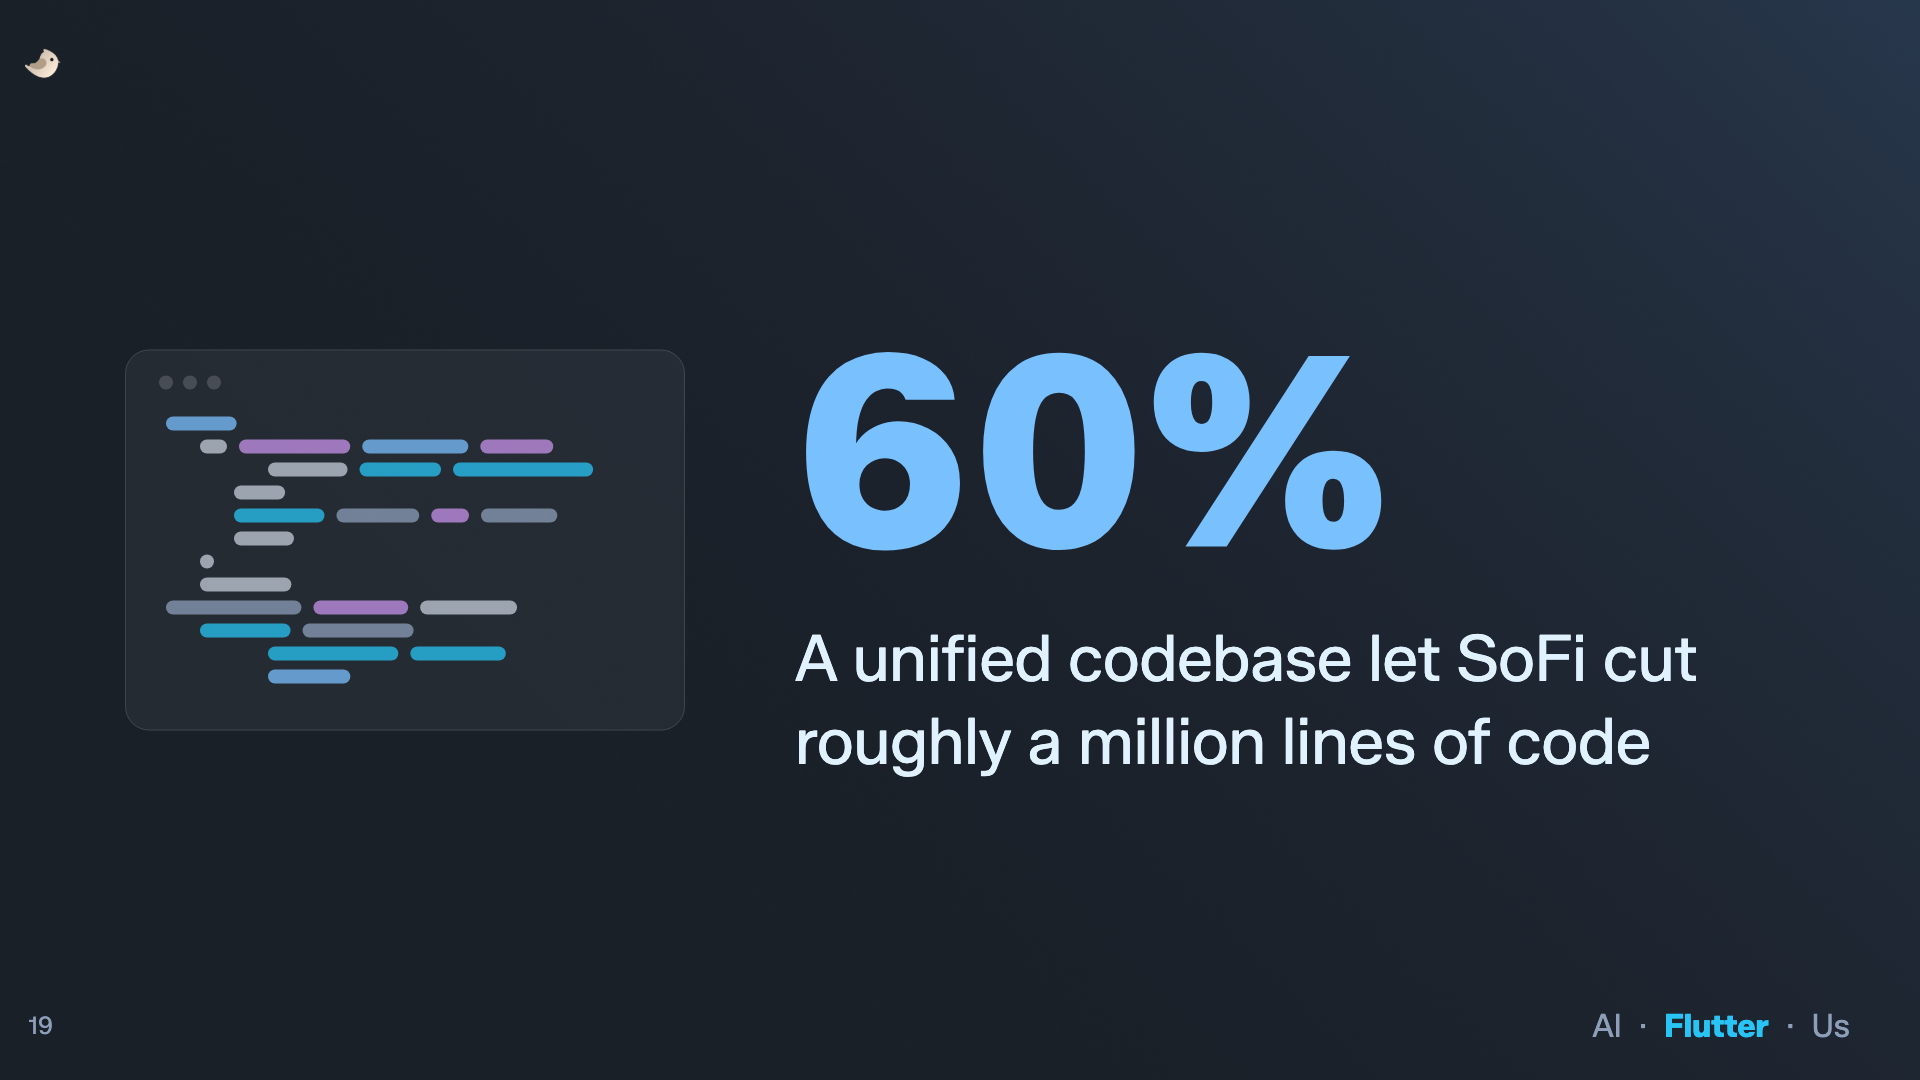 60%
A unified codebase let SoFi cut
roughly a million lines of code
19
AI · Flutter · Us